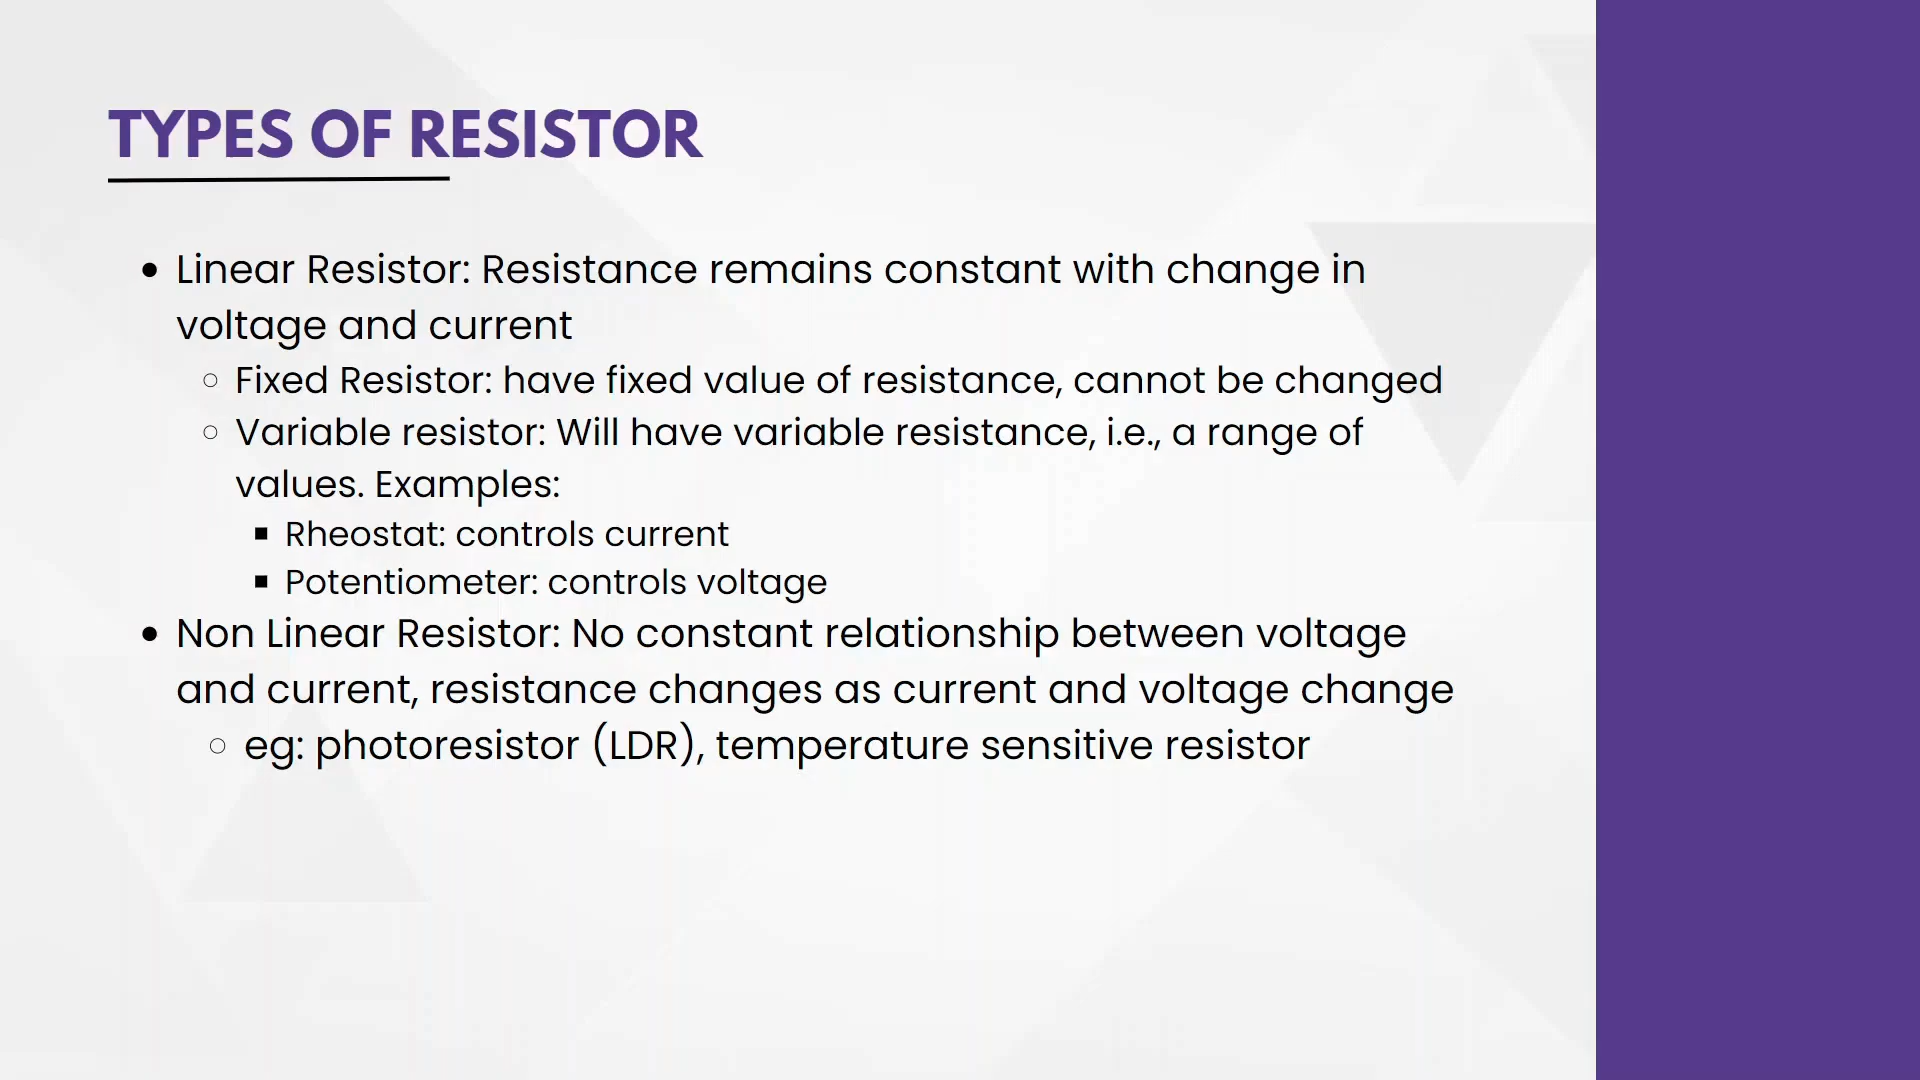 TYPES OF RESISTOR
• Linear Resistor: Resistance remains constant with change in
voltage and current
○ Fixed Resistor: have fixed value of resistance, cannot be changed
○ Variable resistor: Will have variable resistance, i.e., a range of
values. Examples:
■ Rheostat: controls current
■ Potentiometer: controls voltage
• Non Linear Resistor: No constant relationship between voltage
and current, resistance changes as current and voltage change
○ eg: photoresistor (LDR), temperature sensitive resistor